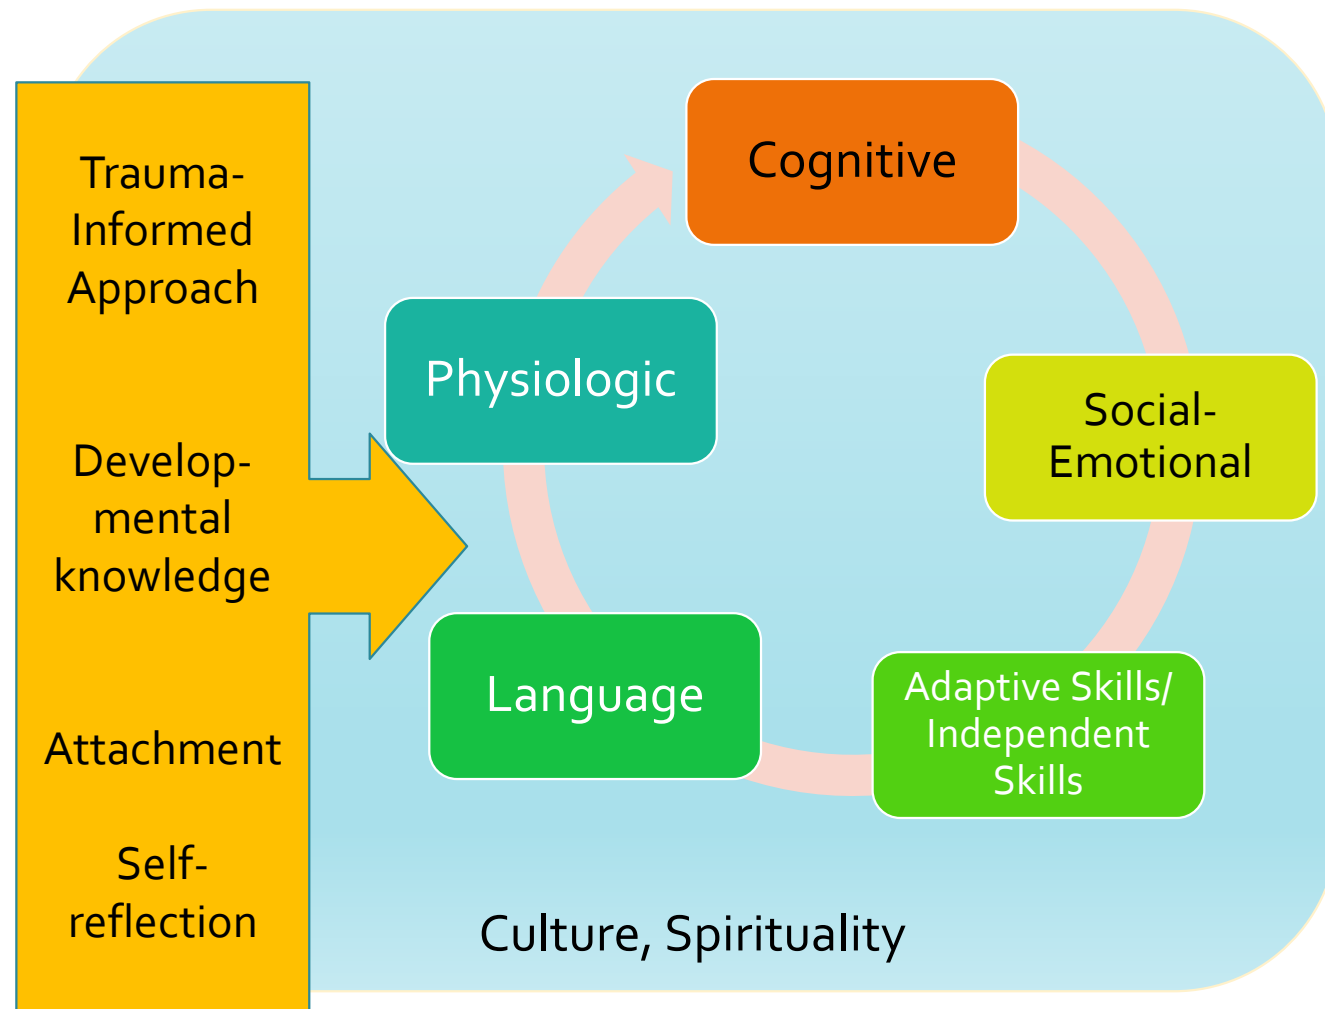 Trauma-
Informed
Approach
Develop-
mental
knowledge
Attachment
Self-
reflection
Cognitive
Physiologic
Social-
Emotional
Language
Adaptive Skills/
Independent
Skills
Culture, Spirituality